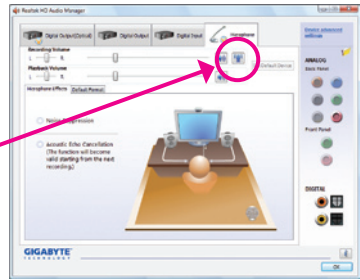 Realtek HD Audio Manager
Digital Output(Optical)
Digital Output
Digital Input
Microphone
Device advanced
settings
Recording Volume
L
R
Playback Volume
L
R
Default Device
ANALOG
Back Panel
Microphone Effects
Default Format
Noise Suppression
Acoustic Echo Cancellation
(The function will become
valid starting from the next
recording.)
Front Panel
DIGITAL
GIGABYTE
TECHNOLOGY
OK